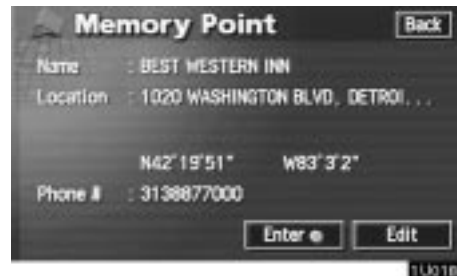 Memory Point Back
Name : BEST WESTERN INN
Location : 1020 WASHINGTON BLVD, DETROI...
N42°19'51" W83°3'2"
Phone # : 3138877000
Enter Edit
1U016